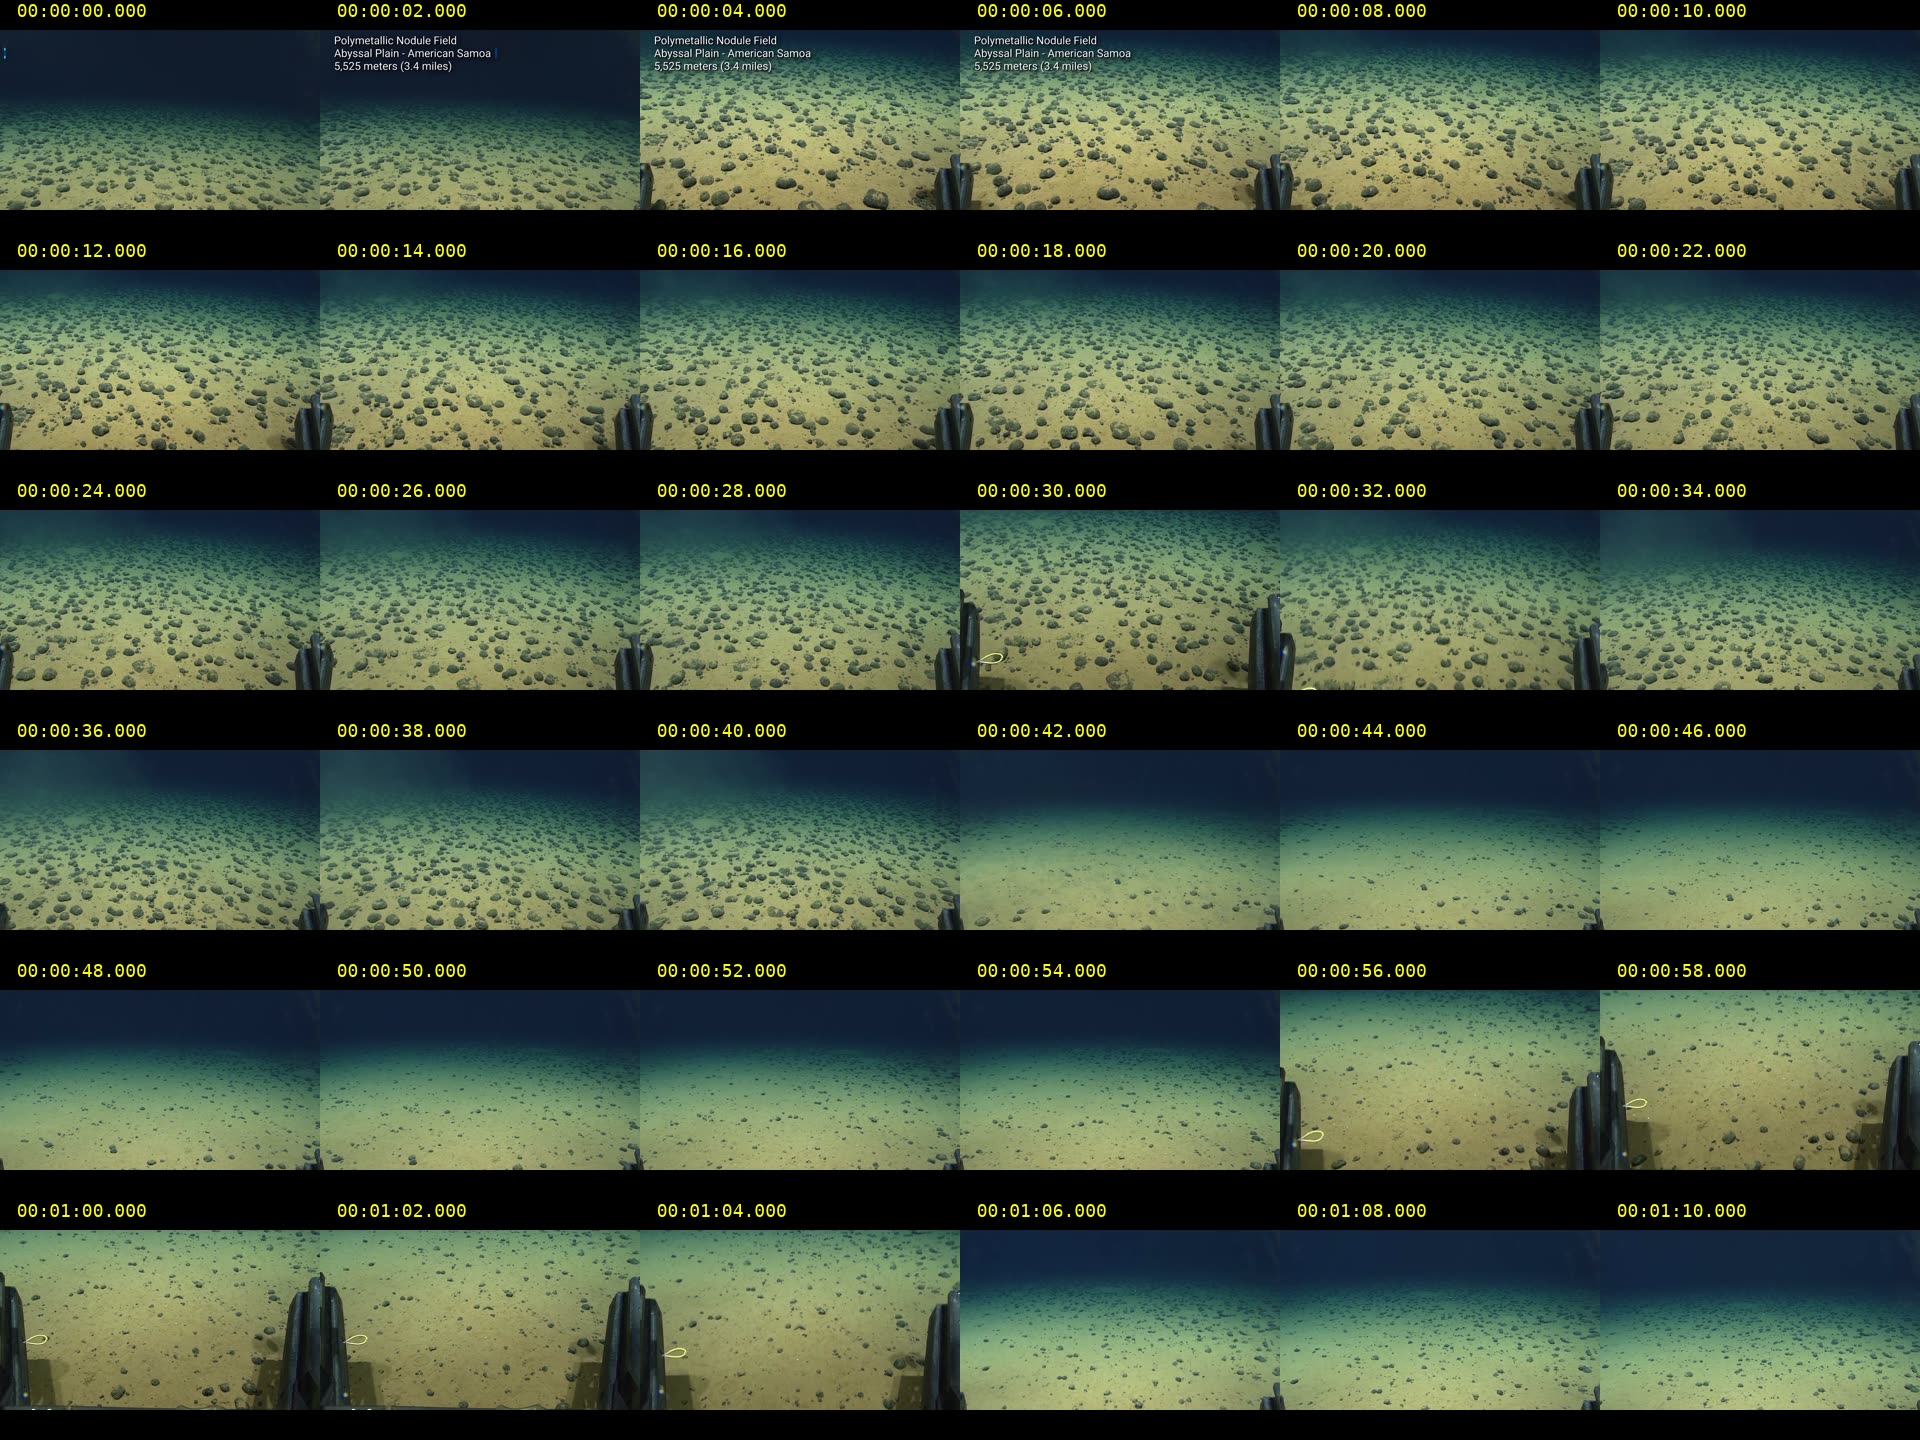 00:00:00.000 00:00:02.000 00:00:04.000 00:00:06.000 00:00:08.000 00:00:10.000
Polymetallic Nodule Field
Abyssal Plain - American Samoa
5,525 meters (3.4 miles)
Polymetallic Nodule Field
Abyssal Plain - American Samoa
5,525 meters (3.4 miles)
Polymetallic Nodule Field
Abyssal Plain - American Samoa
5,525 meters (3.4 miles)
00:00:12.000 00:00:14.000 00:00:16.000 00:00:18.000 00:00:20.000 00:00:22.000
00:00:24.000 00:00:26.000 00:00:28.000 00:00:30.000 00:00:32.000 00:00:34.000
00:00:36.000 00:00:38.000 00:00:40.000 00:00:42.000 00:00:44.000 00:00:46.000
00:00:48.000 00:00:50.000 00:00:52.000 00:00:54.000 00:00:56.000 00:00:58.000
00:01:00.000 00:01:02.000 00:01:04.000 00:01:06.000 00:01:08.000 00:01:10.000